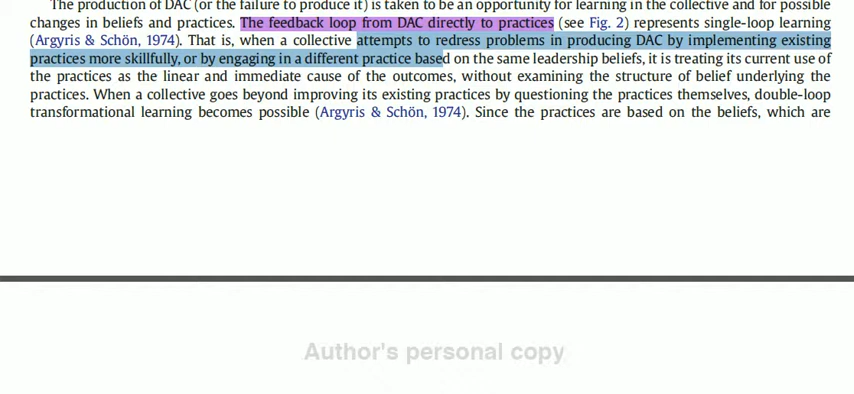 The production of DAC (or the failure to produce it) is taken to be an opportunity for learning in the collective and for possible
changes in beliefs and practices. The feedback loop from DAC directly to practices (see Fig. 2) represents single-loop learning
(Argyris & Schön, 1974). That is, when a collective attempts to redress problems in producing DAC by implementing existing
practices more skillfully, or by engaging in a different practice based on the same leadership beliefs, it is treating its current use of
the practices as the linear and immediate cause of the outcomes, without examining the structure of belief underlying the
practices. When a collective goes beyond improving its existing practices by questioning the practices themselves, double-loop
transformational learning becomes possible (Argyris & Schön, 1974). Since the practices are based on the beliefs, which are
Author's personal copy